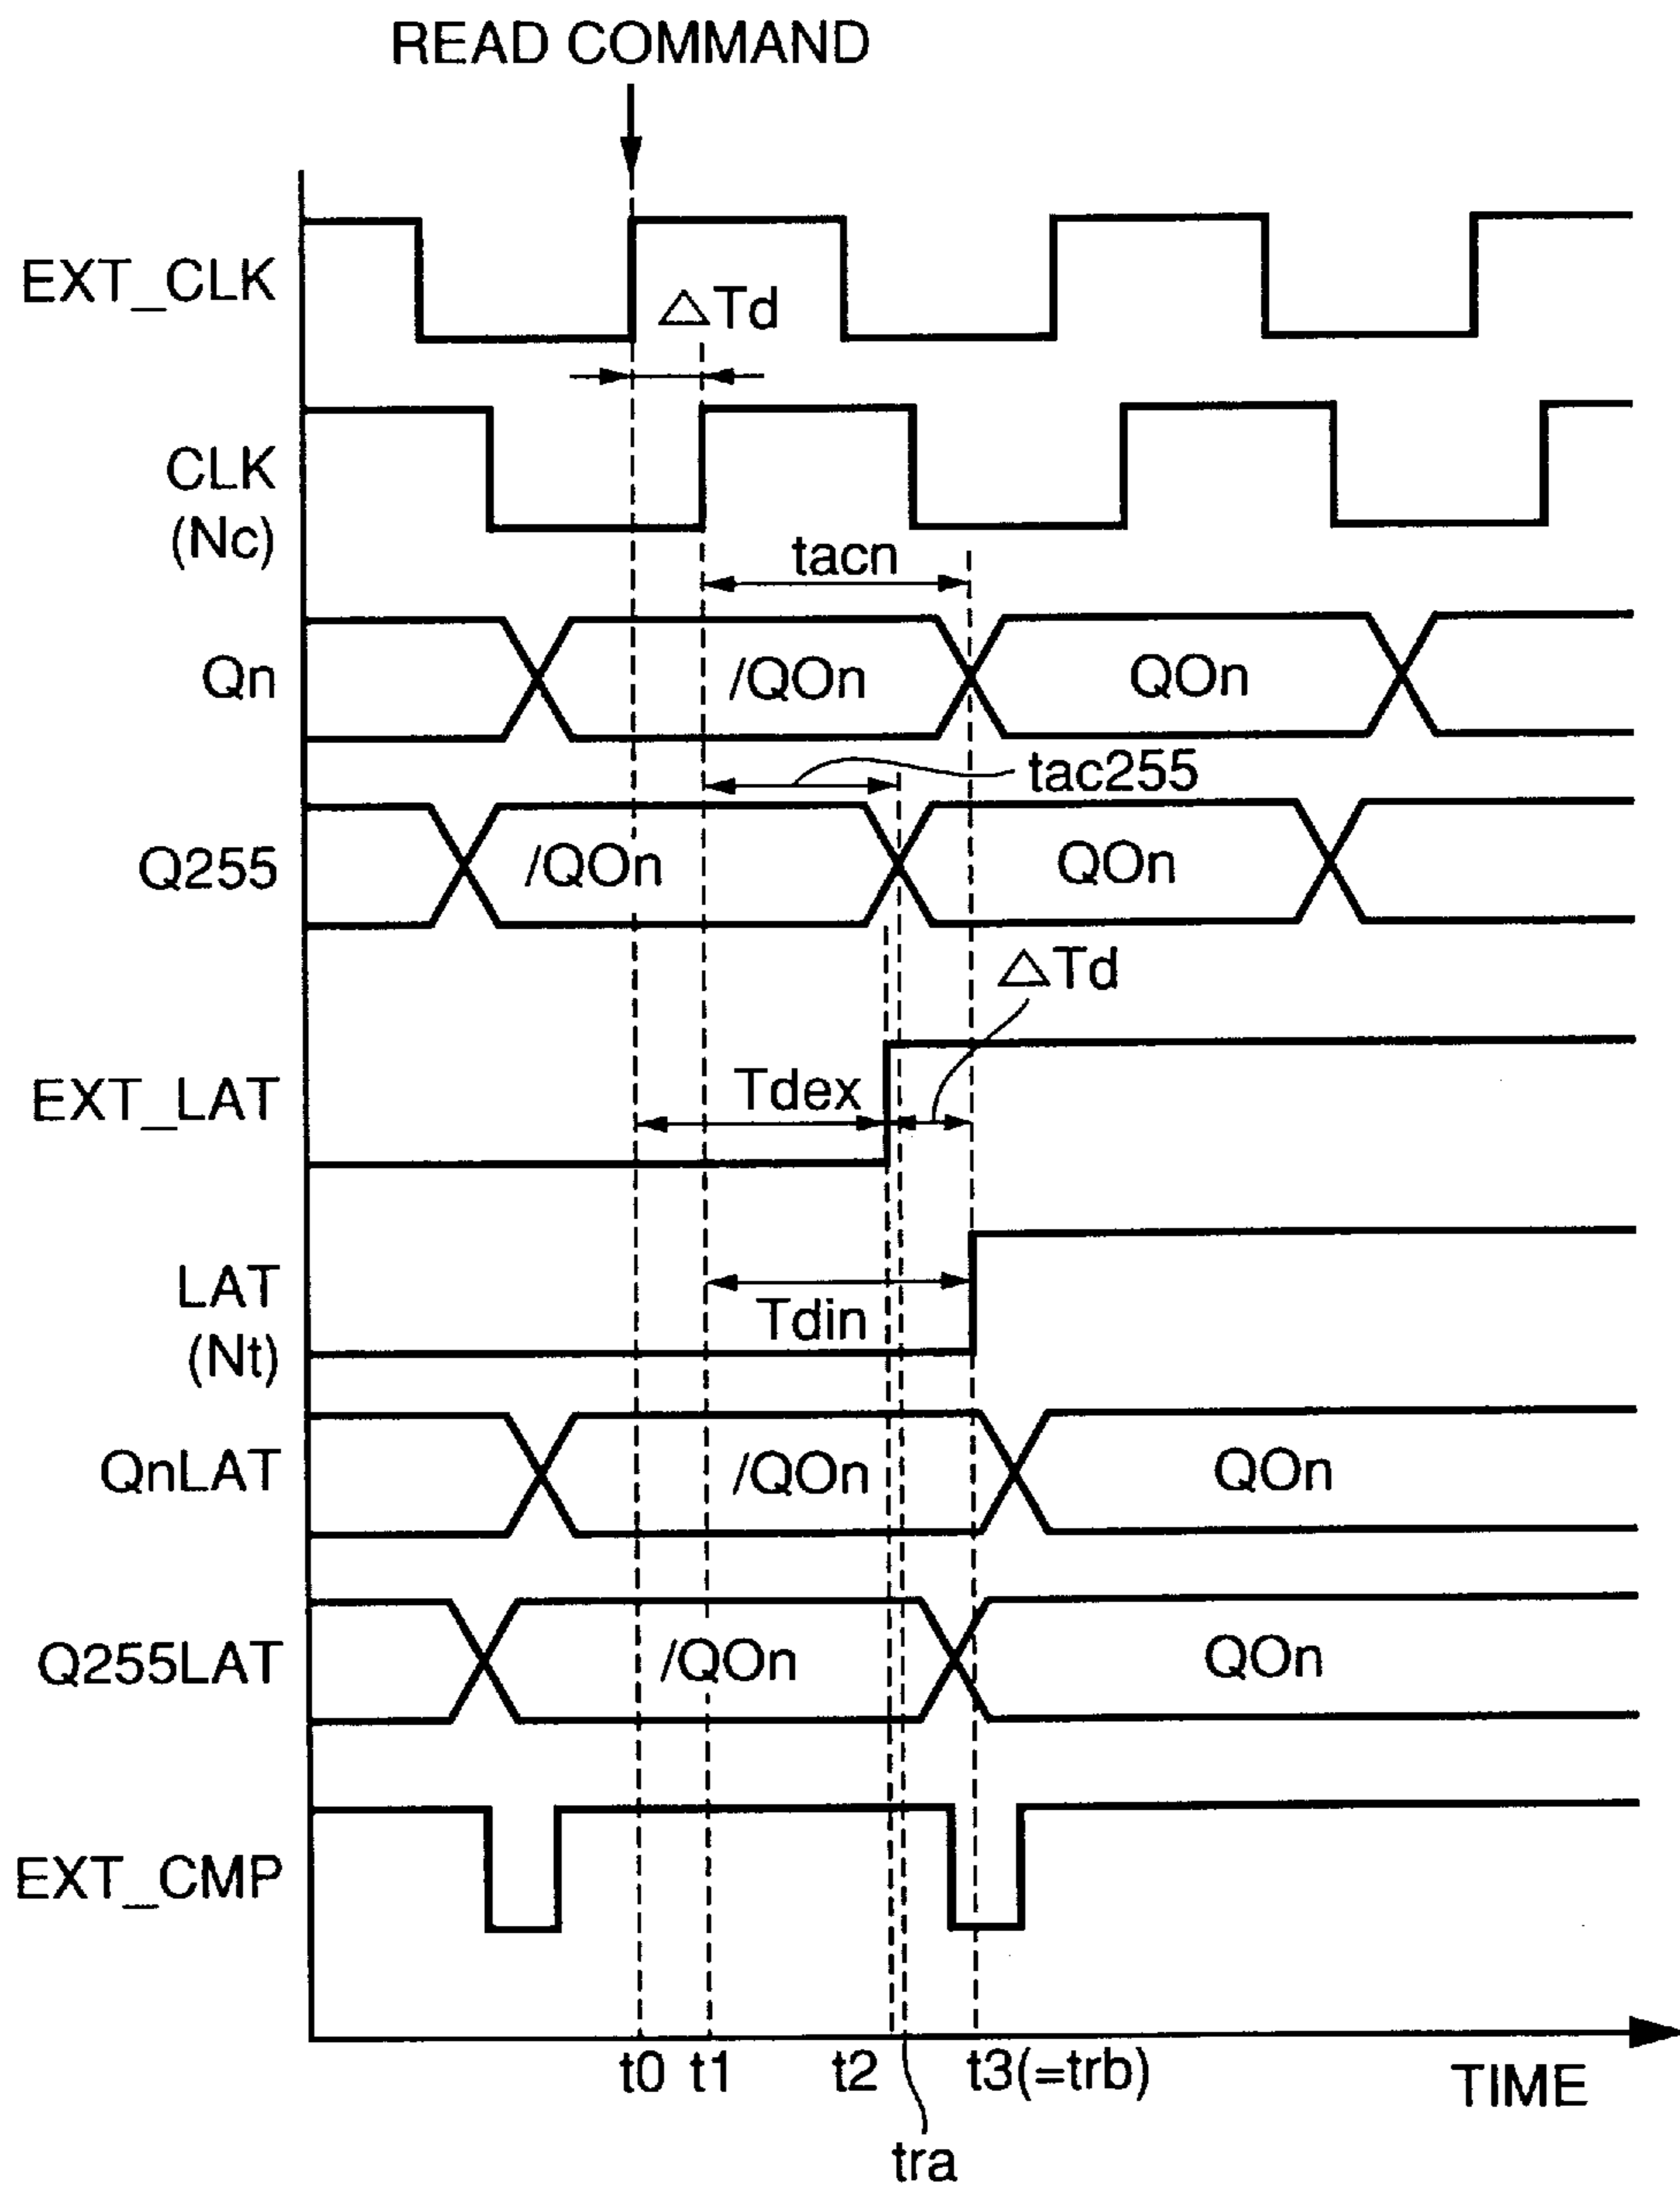 READ COMMAND
EXT_CLK
△Td
CLK
(Nc)
tacn
Qn
/QOn
QOn
tac255
Q255
/QOn
QOn
△Td
EXT_LAT
Tdex
LAT
(Nt)
Tdin
QnLAT
/QOn
QOn
Q255LAT
/QOn
QOn
EXT_CMP
t0
t1
t2
t3(=trb)
TIME
tra